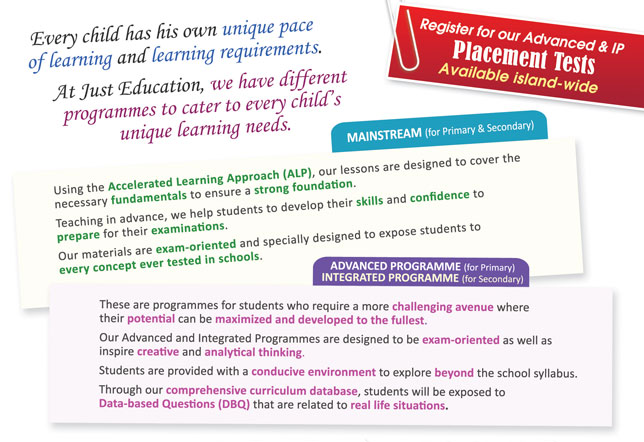 Every child has his own unique pace
of learning and learning requirements.
At Just Education, we have different
programmes to cater to every child's
unique learning needs.
Register for our Advanced & IP
Placement Tests
Available island-wide
MAINSTREAM (for Primary & Secondary)
Using the Accelerated Learning Approach (ALP), our lessons are designed to cover the
necessary fundamentals to ensure a strong foundation.
Teaching in advance, we help students to develop their skills and confidence to
prepare for their examinations.
Our materials are exam-oriented and specially designed to expose students to
every concept ever tested in schools.
ADVANCED PROGRAMME (for Primary)
INTEGRATED PROGRAMME (for Secondary)
These are programmes for students who require a more challenging avenue where
their potential can be maximized and developed to the fullest.
Our Advanced and Integrated Programmes are designed to be exam-oriented as well as
inspire creative and analytical thinking.
Students are provided with a conducive environment to explore beyond the school syllabus.
Through our comprehensive curriculum database, students will be exposed to
Data-based Questions (DBQ) that are related to real life situations.